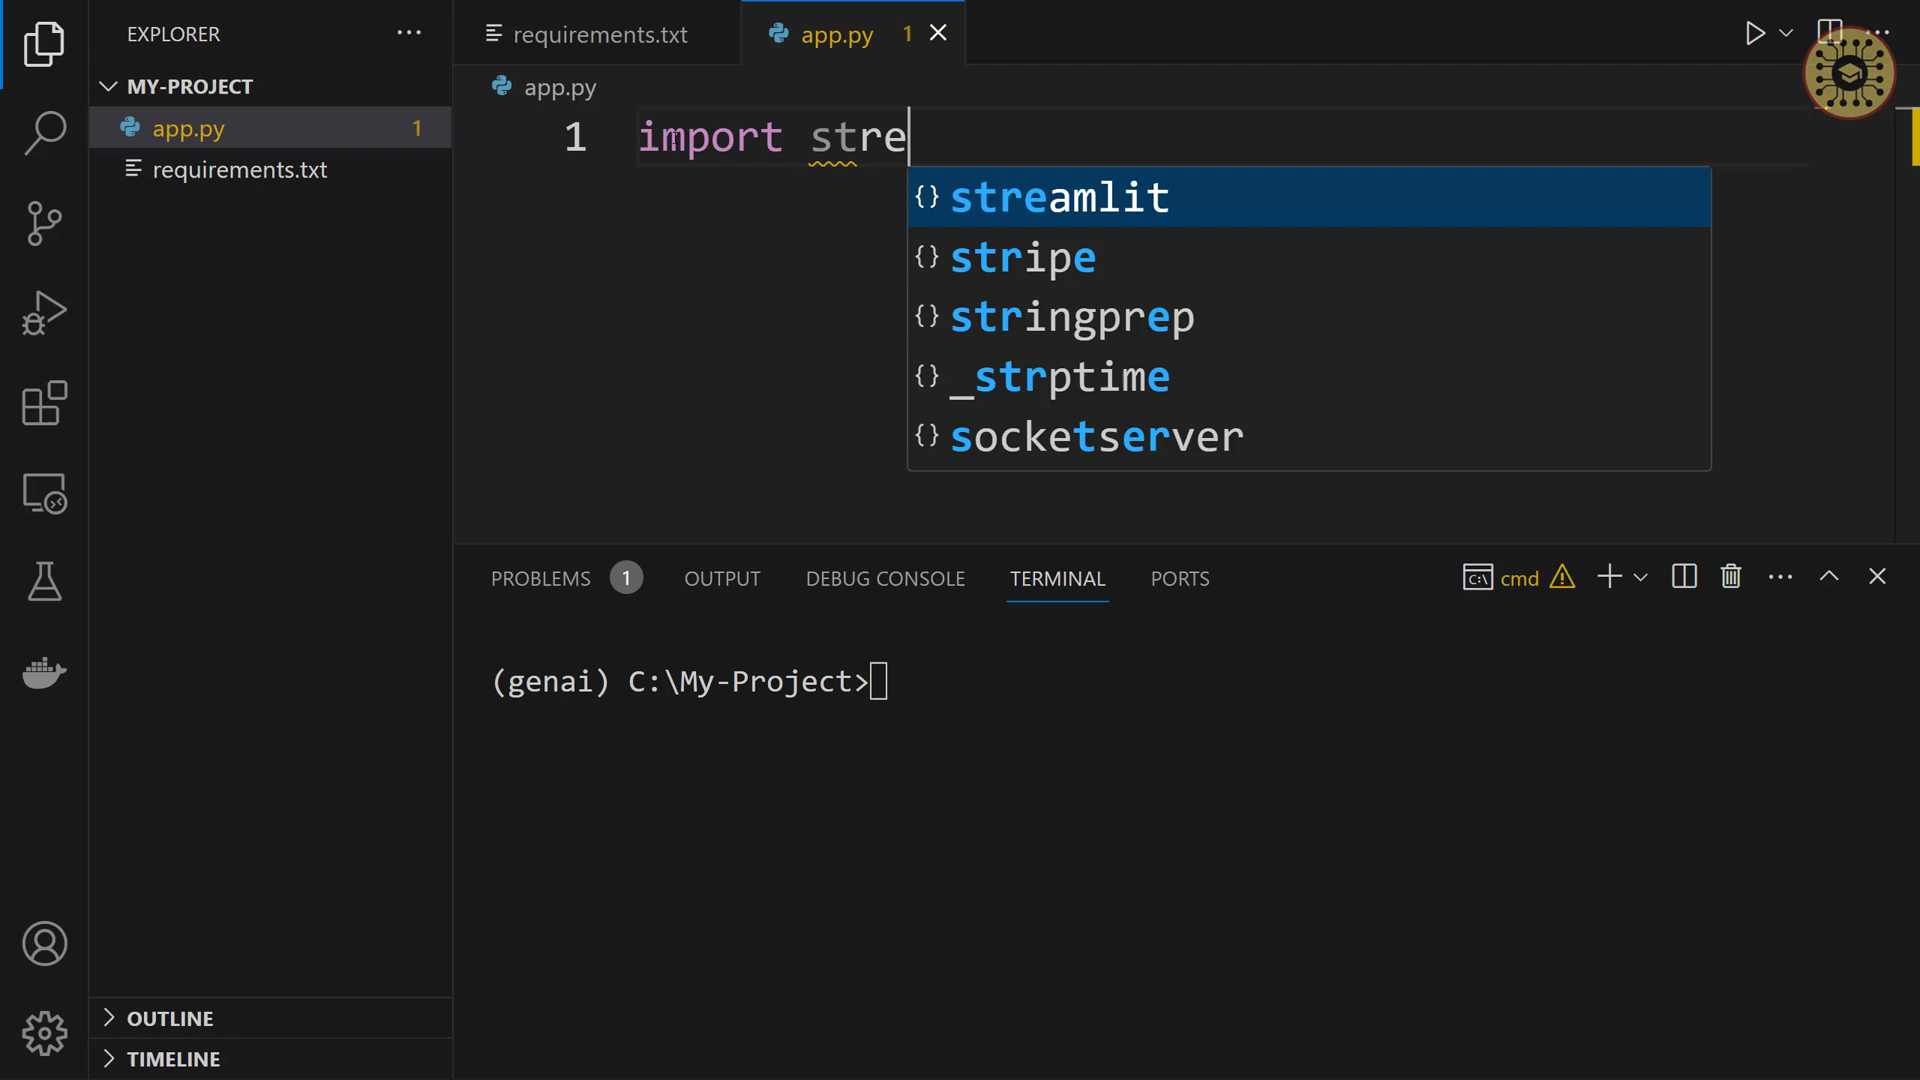 EXPLORER
MY-PROJECT
app.py 1
requirements.txt
OUTLINE
TIMELINE
requirements.txt
app.py 1
app.py
1 import stre
{} streamlit
{} stripe
{} stringprep
{} _strptime
{} socketserver
PROBLEMS 1 OUTPUT DEBUG CONSOLE TERMINAL PORTS
cmd
(genai) C:\My-Project>